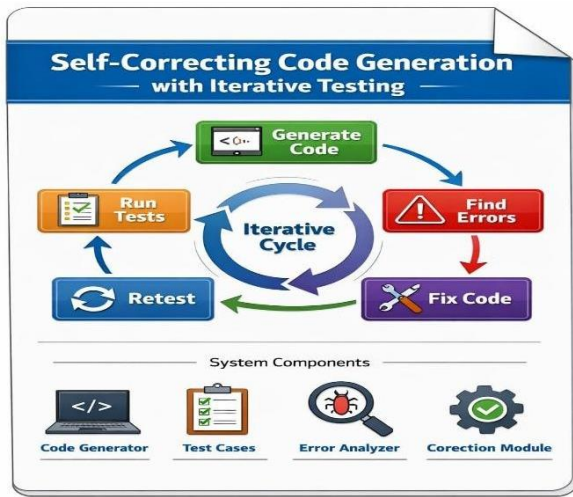 Self-Correcting Code Generation
with Iterative Testing
Generate
Code
Run
Tests
Find
Errors
Iterative
Cycle
Retest
Fix Code
System Components
</>
Code Generator
Test Cases
Error Analyzer
Corection Module